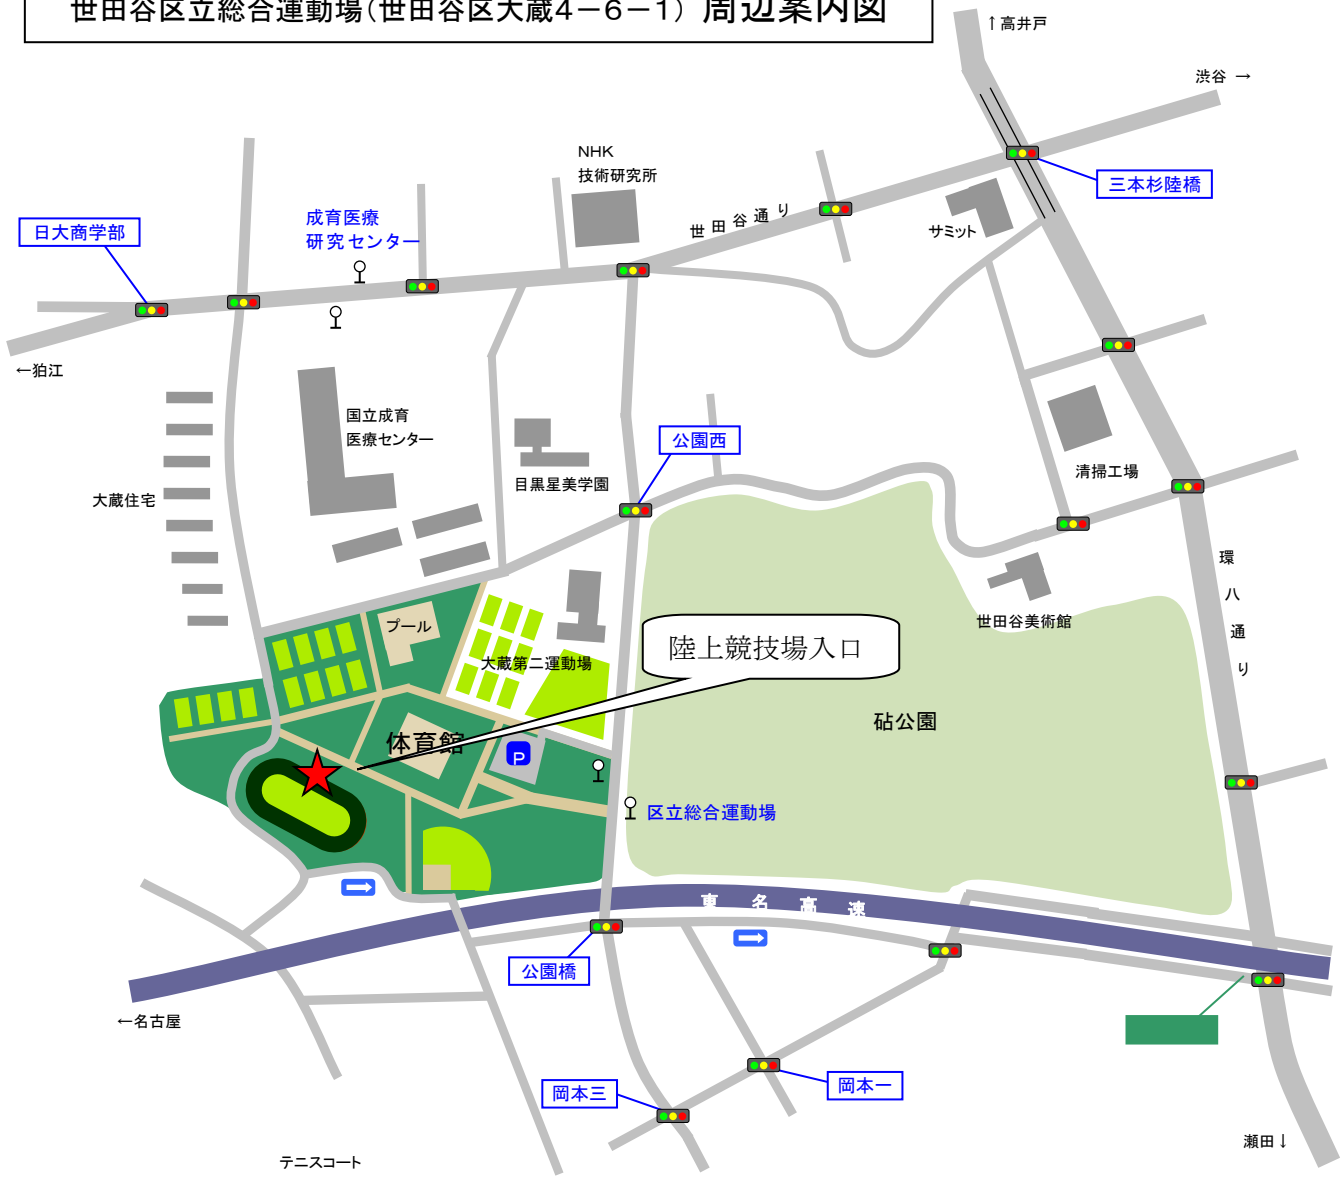 世田谷区立総合運動場(世田谷区大蔵4-6-1) 周辺案内図
↑高井戸
渋谷 →
NHK
技術研究所
三本杉陸橋
成育医療
研究センター
日大商学部
世田谷通り
サミット
←狛江
国立成育
医療センター
公園西
清掃工場
目黒星美学園
大蔵住宅
環八通り
世田谷美術館
プール
陸上競技場入口
大蔵第二運動場
砧公園
体育館
P
区立総合運動場
東名高速
公園橋
←名古屋
岡本一
岡本三
瀬田↓
テニスコート